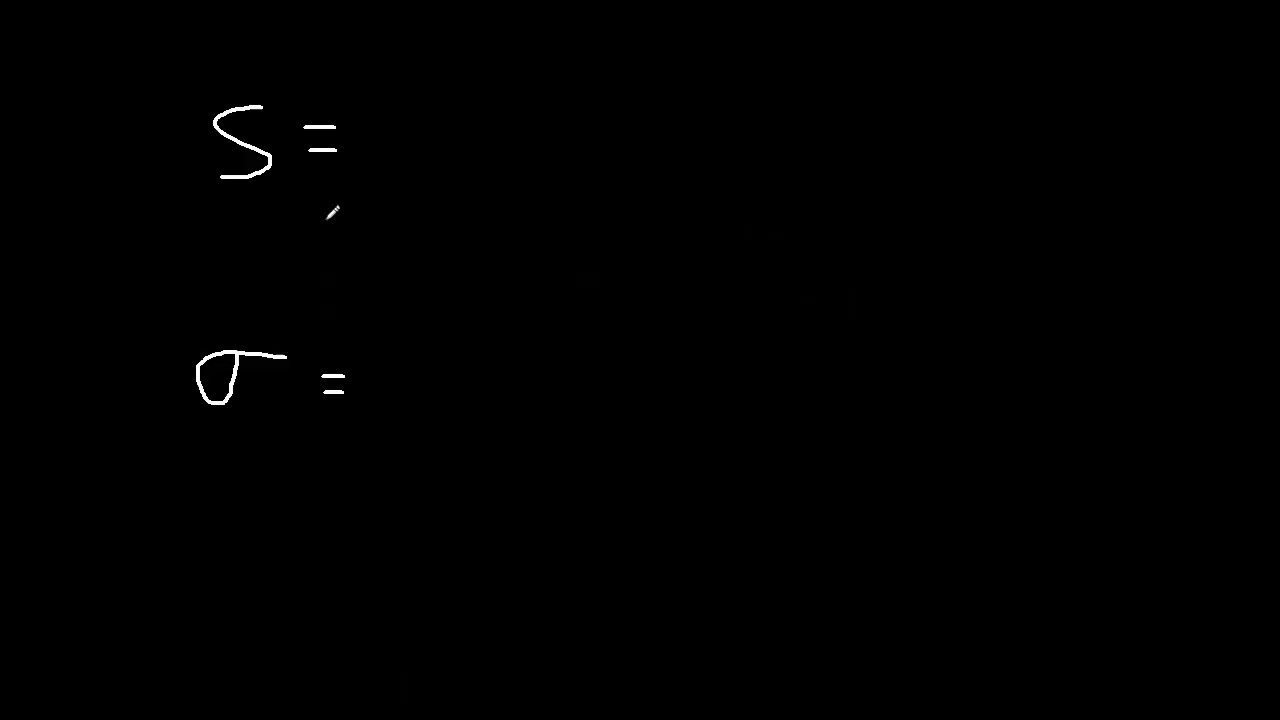 S =
σ =